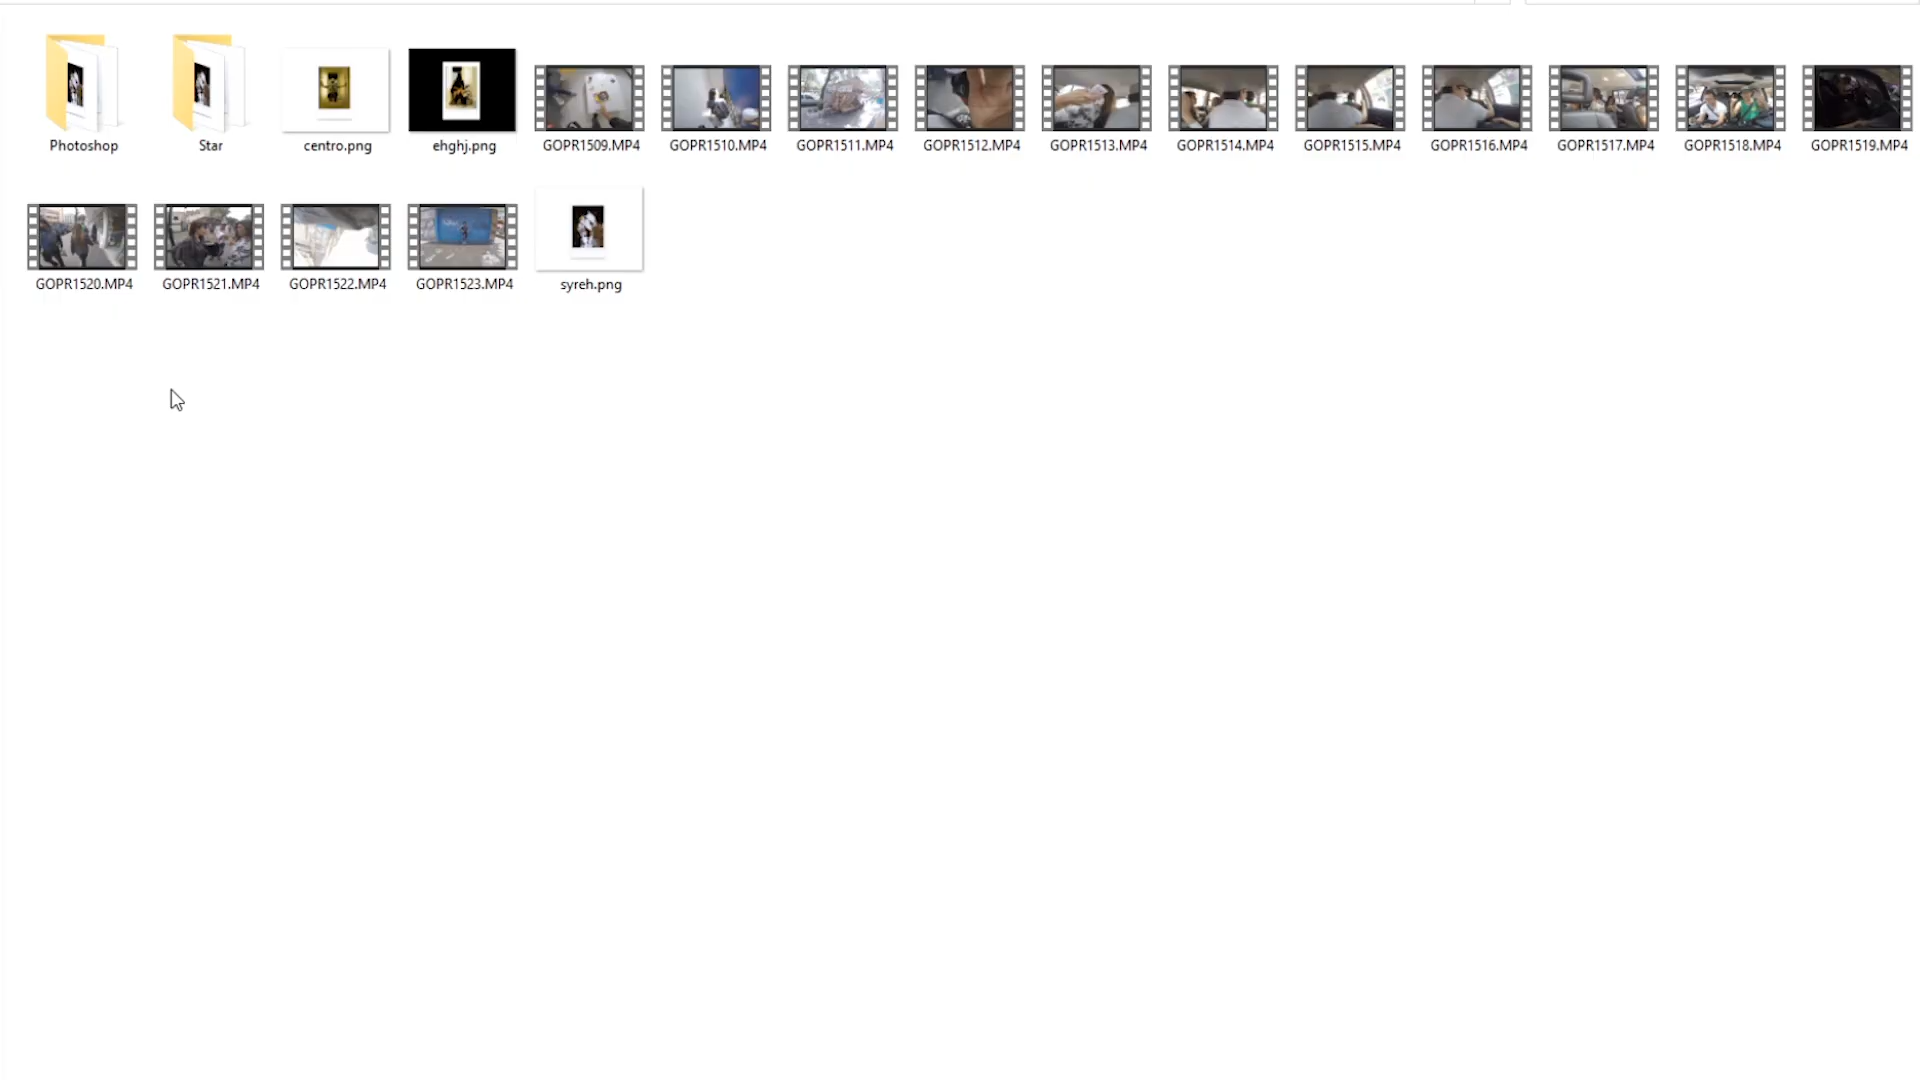 Photoshop
Star
centro.png
ehghj.png
GOPR1509.MP4
GOPR1510.MP4
GOPR1511.MP4
GOPR1512.MP4
GOPR1513.MP4
GOPR1514.MP4
GOPR1515.MP4
GOPR1516.MP4
GOPR1517.MP4
GOPR1518.MP4
GOPR1519.MP4
GOPR1520.MP4
GOPR1521.MP4
GOPR1522.MP4
GOPR1523.MP4
syreh.png